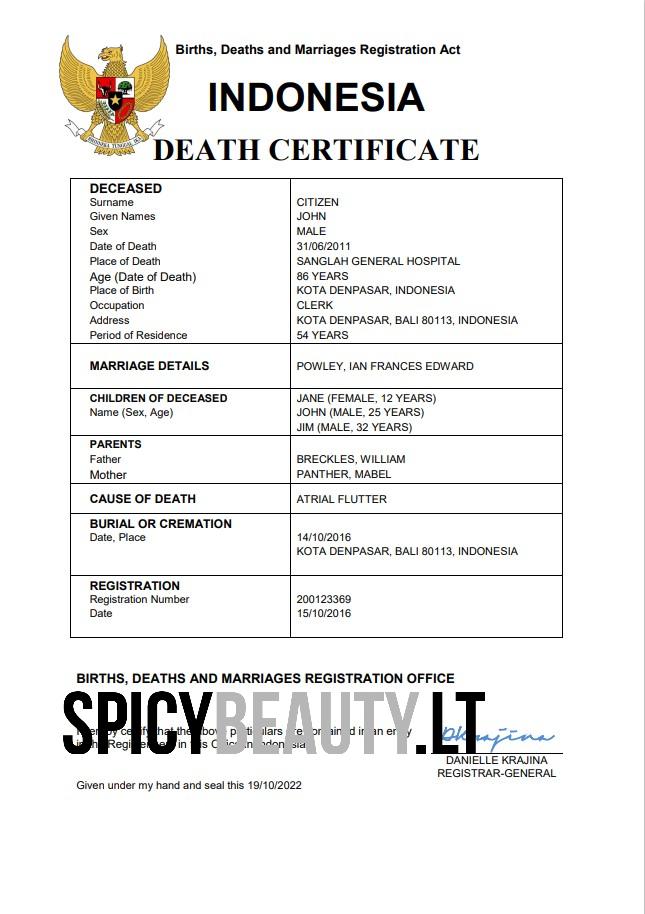 Births, Deaths and Marriages Registration Act
INDONESIA
DEATH CERTIFICATE
DECEASED
Surname CITIZEN
Given Names JOHN
Sex MALE
Date of Death 31/06/2011
Place of Death SANGLAH GENERAL HOSPITAL
Age (Date of Death) 86 YEARS
Place of Birth KOTA DENPASAR, INDONESIA
Occupation CLERK
Address KOTA DENPASAR, BALI 80113, INDONESIA
Period of Residence 54 YEARS
MARRIAGE DETAILS POWLEY, IAN FRANCES EDWARD
CHILDREN OF DECEASED JANE (FEMALE, 12 YEARS)
Name (Sex, Age) JOHN (MALE, 25 YEARS)
JIM (MALE, 32 YEARS)
PARENTS
Father BRECKLES, WILLIAM
Mother PANTHER, MABEL
CAUSE OF DEATH ATRIAL FLUTTER
BURIAL OR CREMATION
Date, Place 14/10/2016
KOTA DENPASAR, BALI 80113, INDONESIA
REGISTRATION
Registration Number 200123369
Date 15/10/2016
BIRTHS, DEATHS AND MARRIAGES REGISTRATION OFFICE
SPICYBEAUTY.LT
certify that the above particulars are contained in an entry
in the in this in Indonesia
Dkrajina
DANIELLE KRAJINA
REGISTRAR-GENERAL
Given under my hand and seal this 19/10/2022